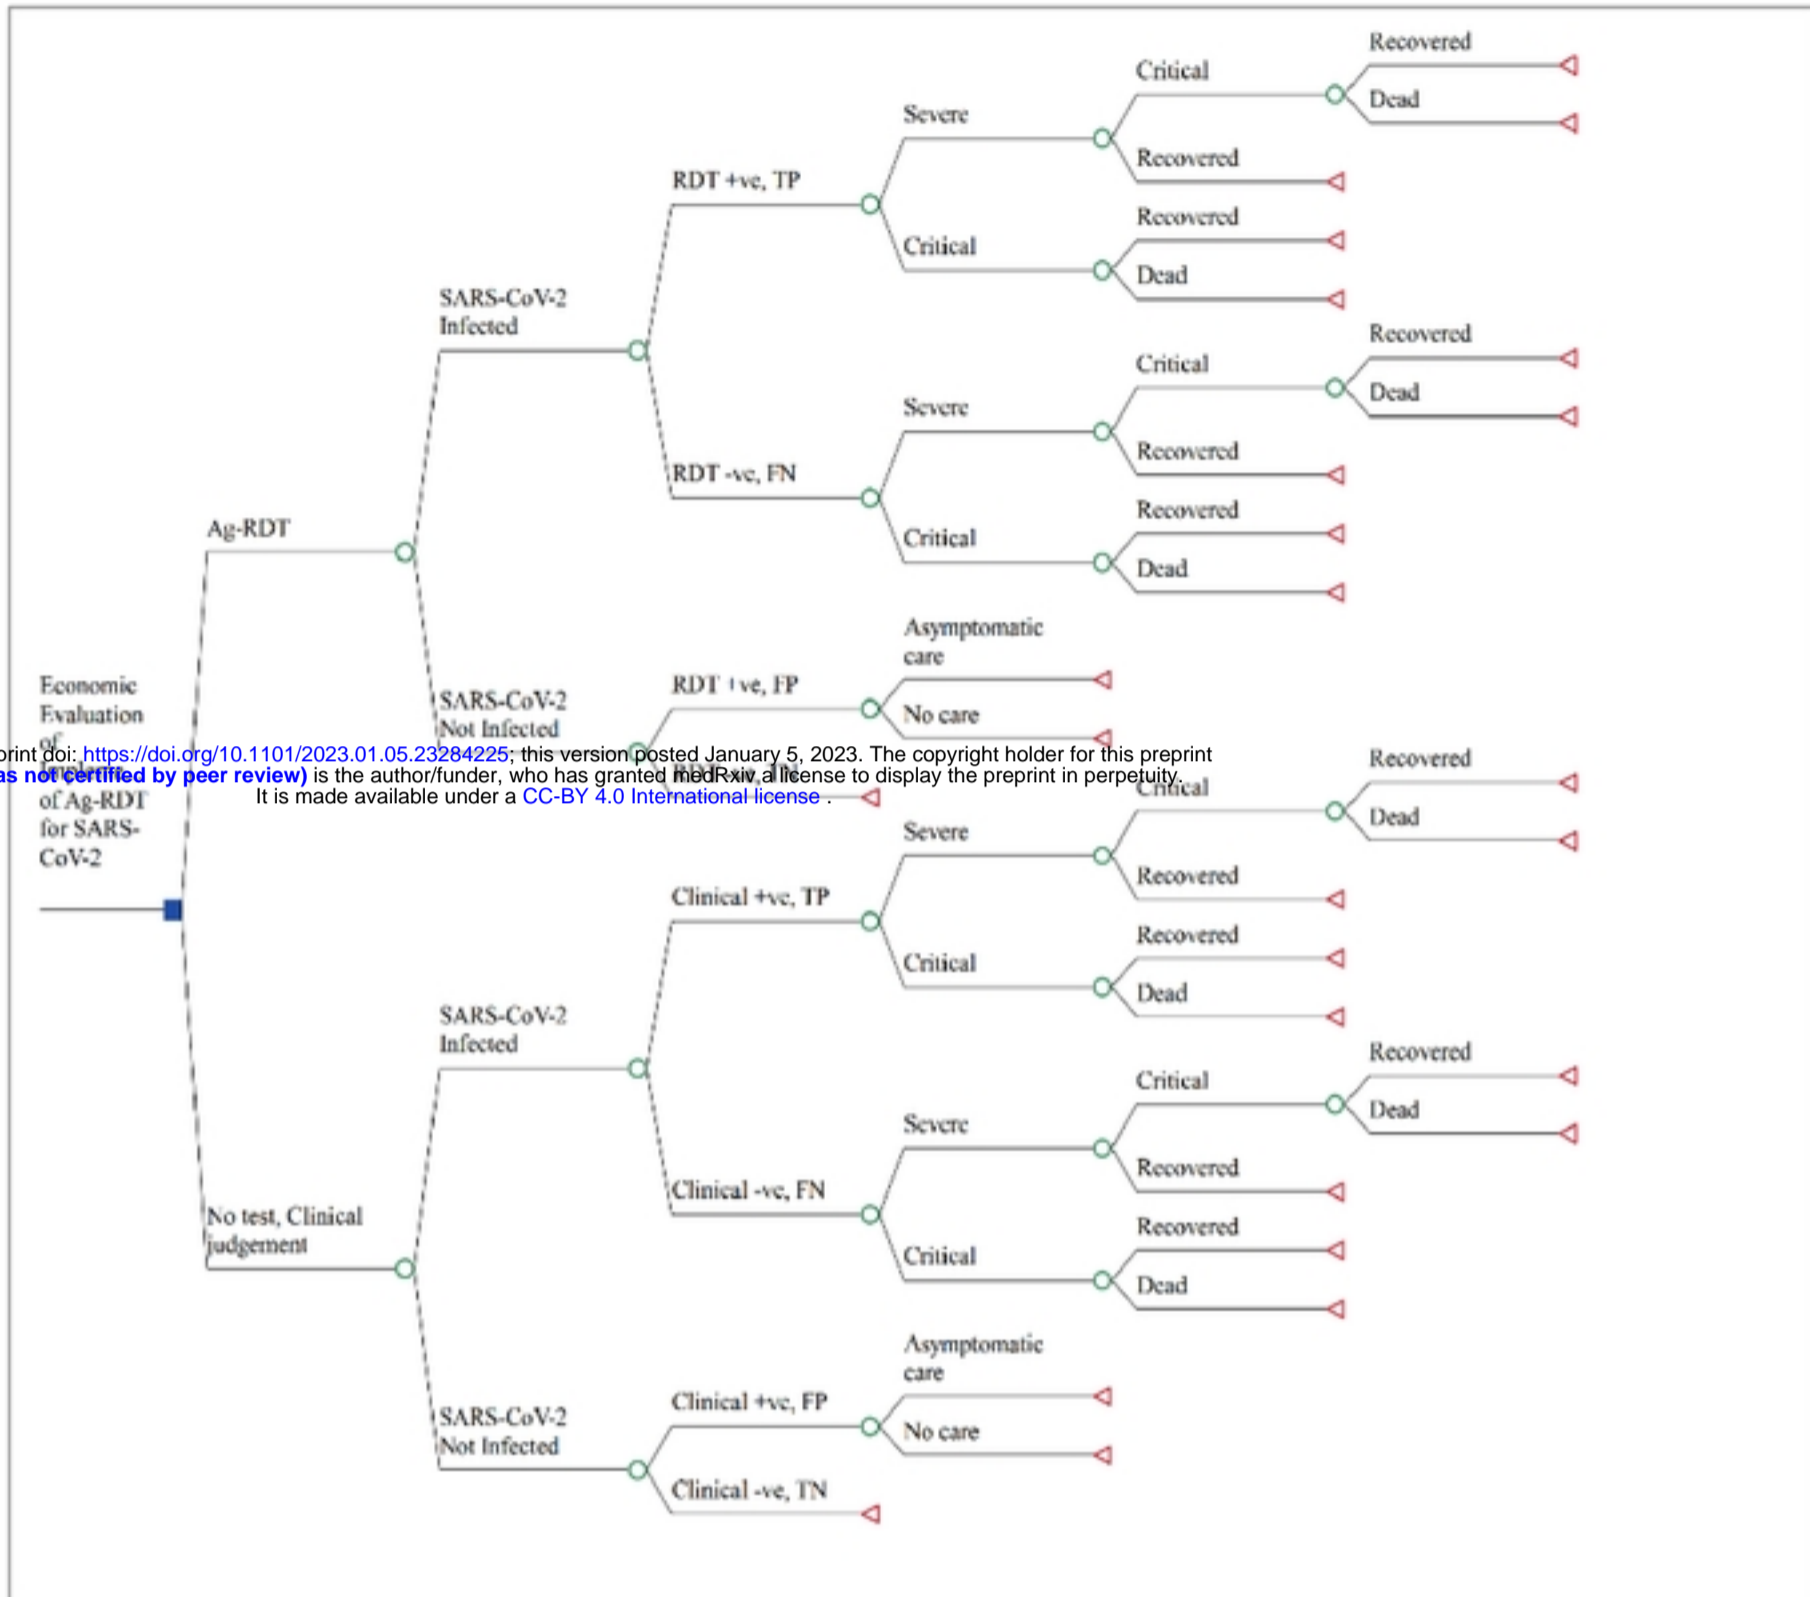 Recovered
Critical
Dead
Severe
Recovered
RDT +ve, TP
Recovered
Critical
Dead
SARS-CoV-2
Infected
Recovered
Critical
Dead
Severe
Recovered
RDT -ve, FN
Recovered
Critical
Dead
Ag-RDT
Asymptomatic
care
RDT +ve, FP
No care
SARS-CoV-2
Not Infected
Economic
Evaluation
of
of Ag-RDT
for SARS-
CoV-2
print doi: https://doi.org/10.1101/2023.01.05.23284225; this version posted January 5, 2023. The copyright holder for this preprint
as not certified by peer review) is the author/funder, who has granted medRxiv a license to display the preprint in perpetuity.
It is made available under a CC-BY 4.0 International license .
Recovered
Critical
Dead
Severe
Recovered
Clinical +ve, TP
Recovered
Critical
Dead
SARS-CoV-2
Infected
Recovered
Critical
Dead
Severe
Recovered
Clinical -ve, FN
Recovered
Critical
Dead
No test, Clinical
judgement
Asymptomatic
care
Clinical +ve, FP
No care
SARS-CoV-2
Not Infected
Clinical -ve, TN